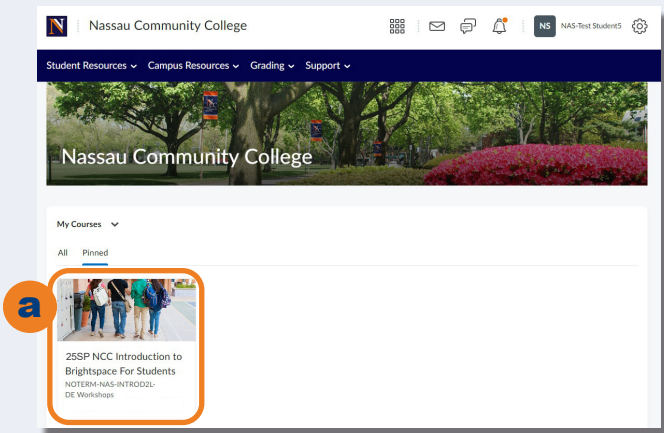 N Nassau Community College NS NAS-Test Student5
Student Resources Campus Resources Grading Support
N
N
Nassau Community College
My Courses
All Pinned
a
25SP NCC Introduction to
Brightspace For Students
NOTERM-NAS-INTROD2L-
DE Workshops